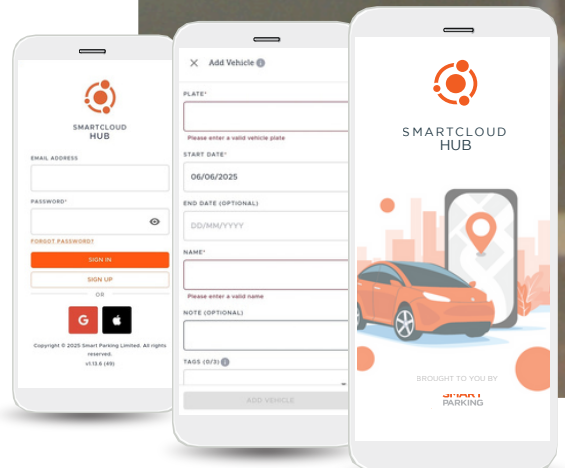 SMARTCLOUD
HUB
EMAIL ADDRESS
PASSWORD*
FORGOT PASSWORD?
SIGN IN
SIGN UP
OR
G
Copyright © 2025 Smart Parking Limited. All rights
reserved.
v1.13.6 (49)
Add Vehicle
PLATE*
Please enter a valid vehicle plate
START DATE*
06/06/2025
END DATE (OPTIONAL)
DD/MM/YYYY
NAME*
Please enter a valid name
NOTE (OPTIONAL)
TAGS (0/3)
ADD VEHICLE
SMARTCLOUD
HUB
BROUGHT TO YOU BY
SMART
PARKING